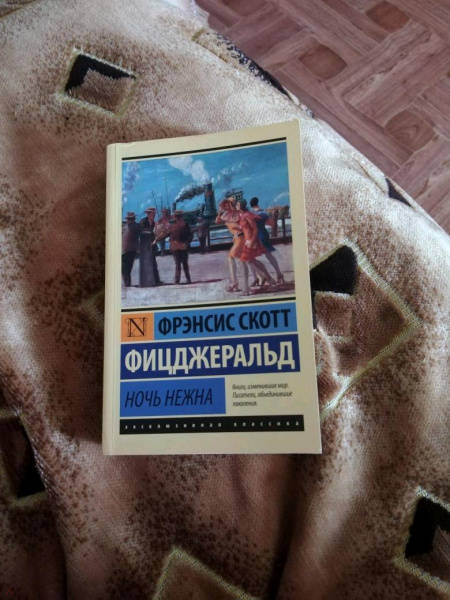 N
ФРЭНСИС СКОТТ
ФИЦДЖЕРАЛЬД
НОЧЬ НЕЖНА
Книги, изменившие мир.
Писатели, объединившие
поколения.
ЭКСКЛЮЗИВНАЯ КЛАССИКА